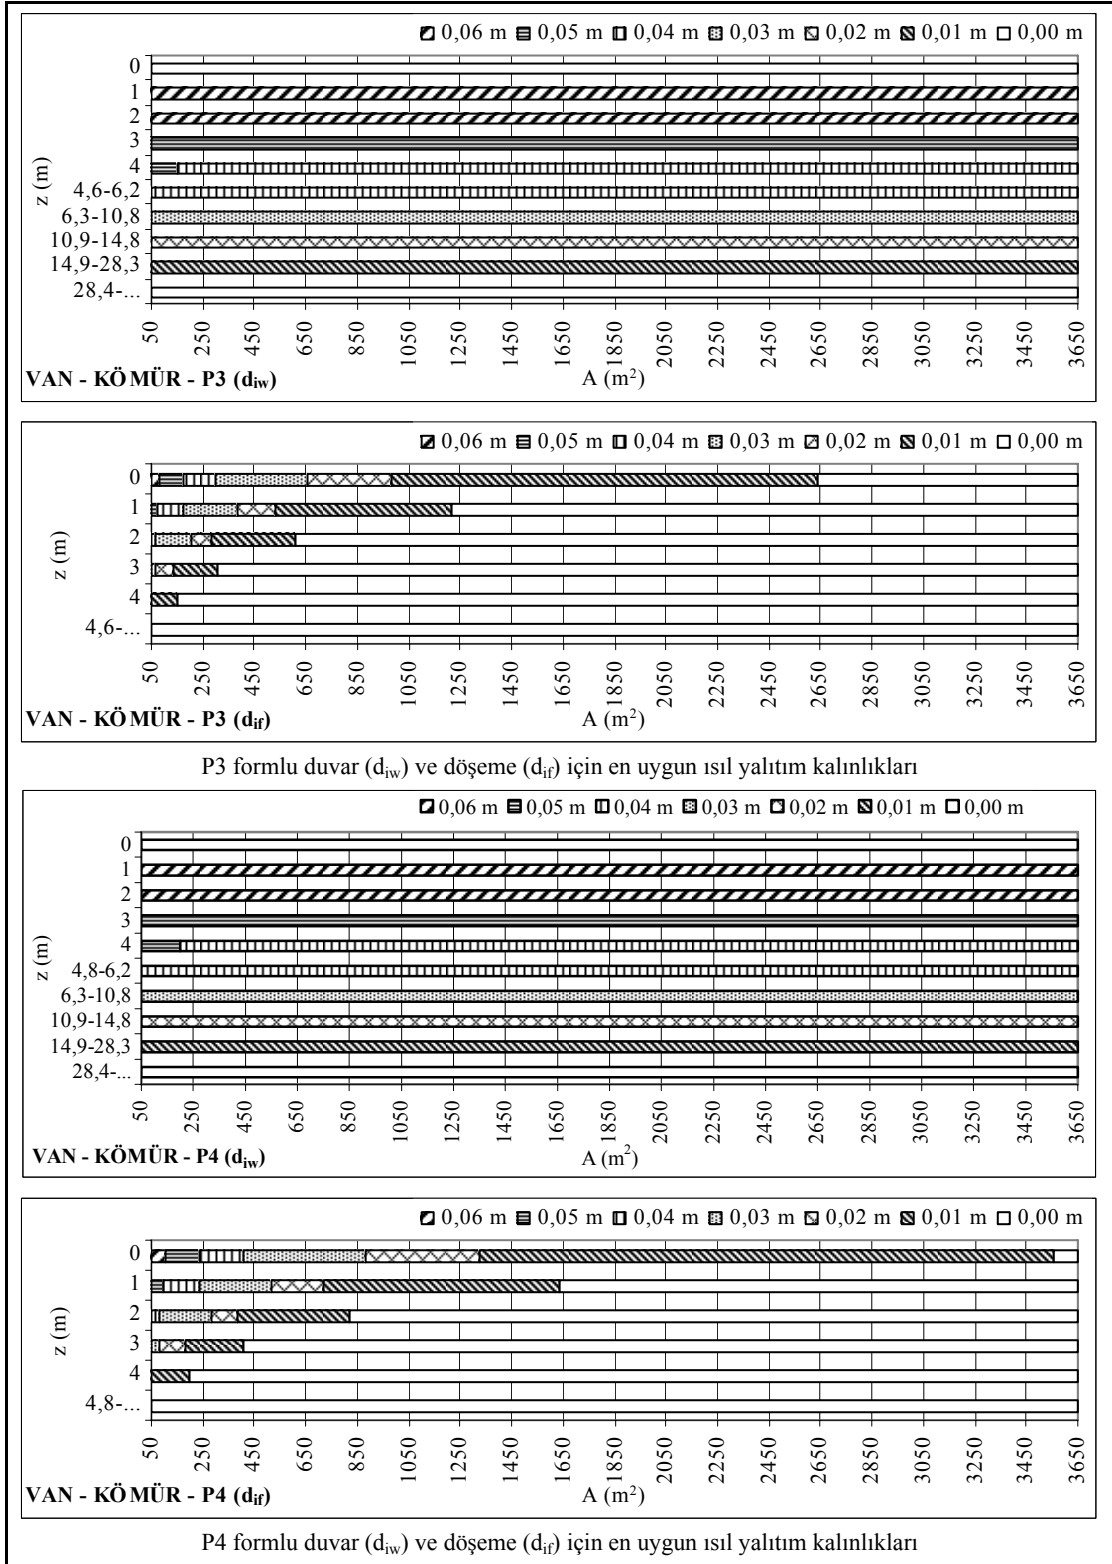 0,06 m 0,05 m 0,04 m 0,03 m 0,02 m 0,01 m 0,00 m
z (m)
0
1
2
3
4
4,6-6,2
6,3-10,8
10,9-14,8
14,9-28,3
28,4-...
50 250 450 650 850 1050 1250 1450 1650 1850 2050 2250 2450 2650 2850 3050 3250 3450 3650
VAN - KÖMÜR - P3 (d_iw) A (m²)
0,06 m 0,05 m 0,04 m 0,03 m 0,02 m 0,01 m 0,00 m
z (m)
0
1
2
3
4
4,6-...
50 250 450 650 850 1050 1250 1450 1650 1850 2050 2250 2450 2650 2850 3050 3250 3450 3650
VAN - KÖMÜR - P3 (d_if) A (m²)
P3 formlu duvar (d_iw) ve döşeme (d_if) için en uygun ısıl yalıtım kalınlıkları
0,06 m 0,05 m 0,04 m 0,03 m 0,02 m 0,01 m 0,00 m
z (m)
0
1
2
3
4
4,8-6,2
6,3-10,8
10,9-14,8
14,9-28,3
28,4-...
50 250 450 650 850 1050 1250 1450 1650 1850 2050 2250 2450 2650 2850 3050 3250 3450 3650
VAN - KÖMÜR - P4 (d_iw) A (m²)
0,06 m 0,05 m 0,04 m 0,03 m 0,02 m 0,01 m 0,00 m
z (m)
0
1
2
3
4
4,8-...
50 250 450 650 850 1050 1250 1450 1650 1850 2050 2250 2450 2650 2850 3050 3250 3450 3650
VAN - KÖMÜR - P4 (d_if) A (m²)
P4 formlu duvar (d_iw) ve döşeme (d_if) için en uygun ısıl yalıtım kalınlıkları